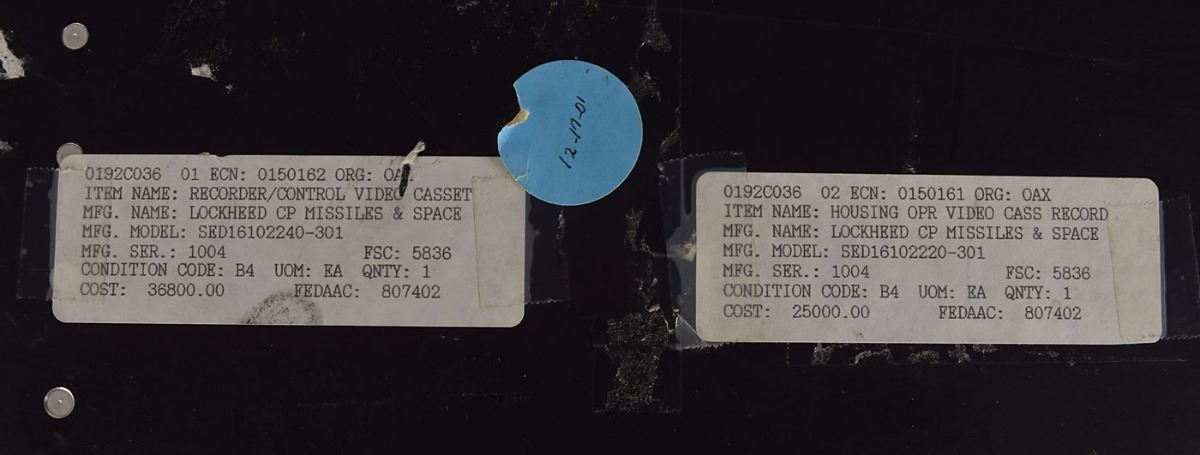 0192C036 01 ECN: 0150162 ORG: OAX
ITEM NAME: RECORDER/CONTROL VIDEO CASSET
MFG. NAME: LOCKHEED CP MISSILES & SPACE
MFG. MODEL: SED16102240-301
MFG. SER.: 1004 FSC: 5836
CONDITION CODE: B4 UOM: EA QNTY: 1
COST: 36800.00 FEDAAC: 807402
12-17-01
0192C036 02 ECN: 0150161 ORG: OAX
ITEM NAME: HOUSING OPR VIDEO CASS RECORD
MFG. NAME: LOCKHEED CP MISSILES & SPACE
MFG. MODEL: SED16102220-301
MFG. SER.: 1004 FSC: 5836
CONDITION CODE: B4 UOM: EA QNTY: 1
COST: 25000.00 FEDAAC: 807402